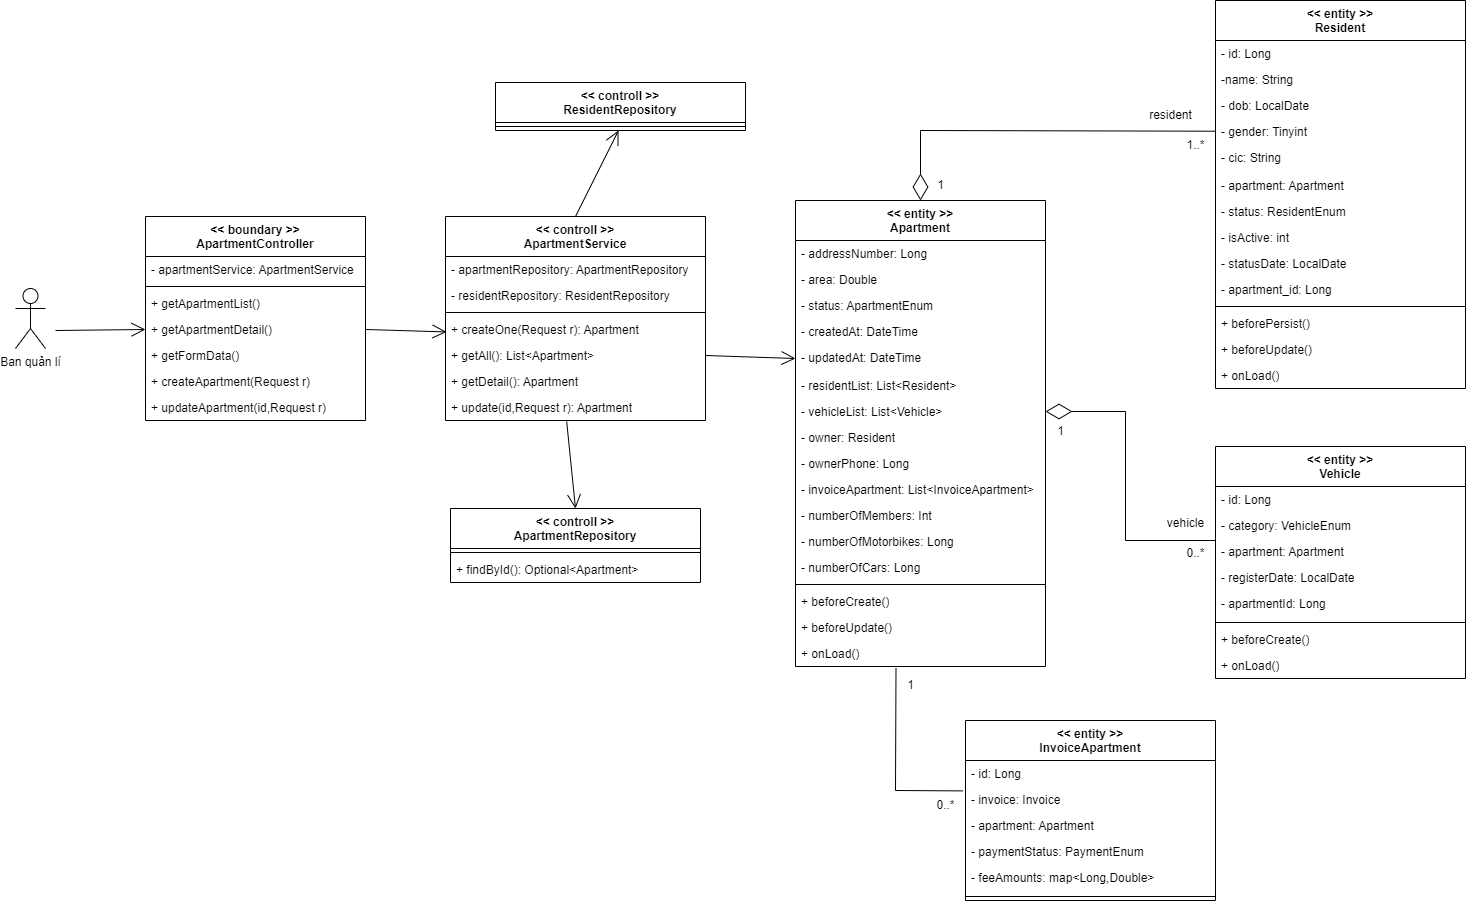 Ban quản lí
<< boundary >>
ApartmentController
- apartmentService: ApartmentService
+ getApartmentList()
+ getApartmentDetail()
+ getFormData()
+ createApartment(Request r)
+ updateApartment(id,Request r)
<< controll >>
ResidentRepository
<< controll >>
ApartmentService
- apartmentRepository: ApartmentRepository
- residentRepository: ResidentRepository
+ createOne(Request r): Apartment
+ getAll(): List<Apartment>
+ getDetail(): Apartment
+ update(id,Request r): Apartment
<< controll >>
ApartmentRepository
+ findById(): Optional<Apartment>
<< entity >>
Apartment
- addressNumber: Long
- area: Double
- status: ApartmentEnum
- createdAt: DateTime
- updatedAt: DateTime
- residentList: List<Resident>
- vehicleList: List<Vehicle>
- owner: Resident
- ownerPhone: Long
- invoiceApartment: List<InvoiceApartment>
- numberOfMembers: Int
- numberOfMotorbikes: Long
- numberOfCars: Long
+ beforeCreate()
+ beforeUpdate()
+ onLoad()
resident
1..*
1
<< entity >>
Resident
- id: Long
-name: String
- dob: LocalDate
- gender: Tinyint
- cic: String
- apartment: Apartment
- status: ResidentEnum
- isActive: int
- statusDate: LocalDate
- apartment_id: Long
+ beforePersist()
+ beforeUpdate()
+ onLoad()
1
vehicle
0..*
<< entity >>
Vehicle
- id: Long
- category: VehicleEnum
- apartment: Apartment
- registerDate: LocalDate
- apartmentId: Long
+ beforeCreate()
+ onLoad()
1
0..*
<< entity >>
InvoiceApartment
- id: Long
- invoice: Invoice
- apartment: Apartment
- paymentStatus: PaymentEnum
- feeAmounts: map<Long,Double>